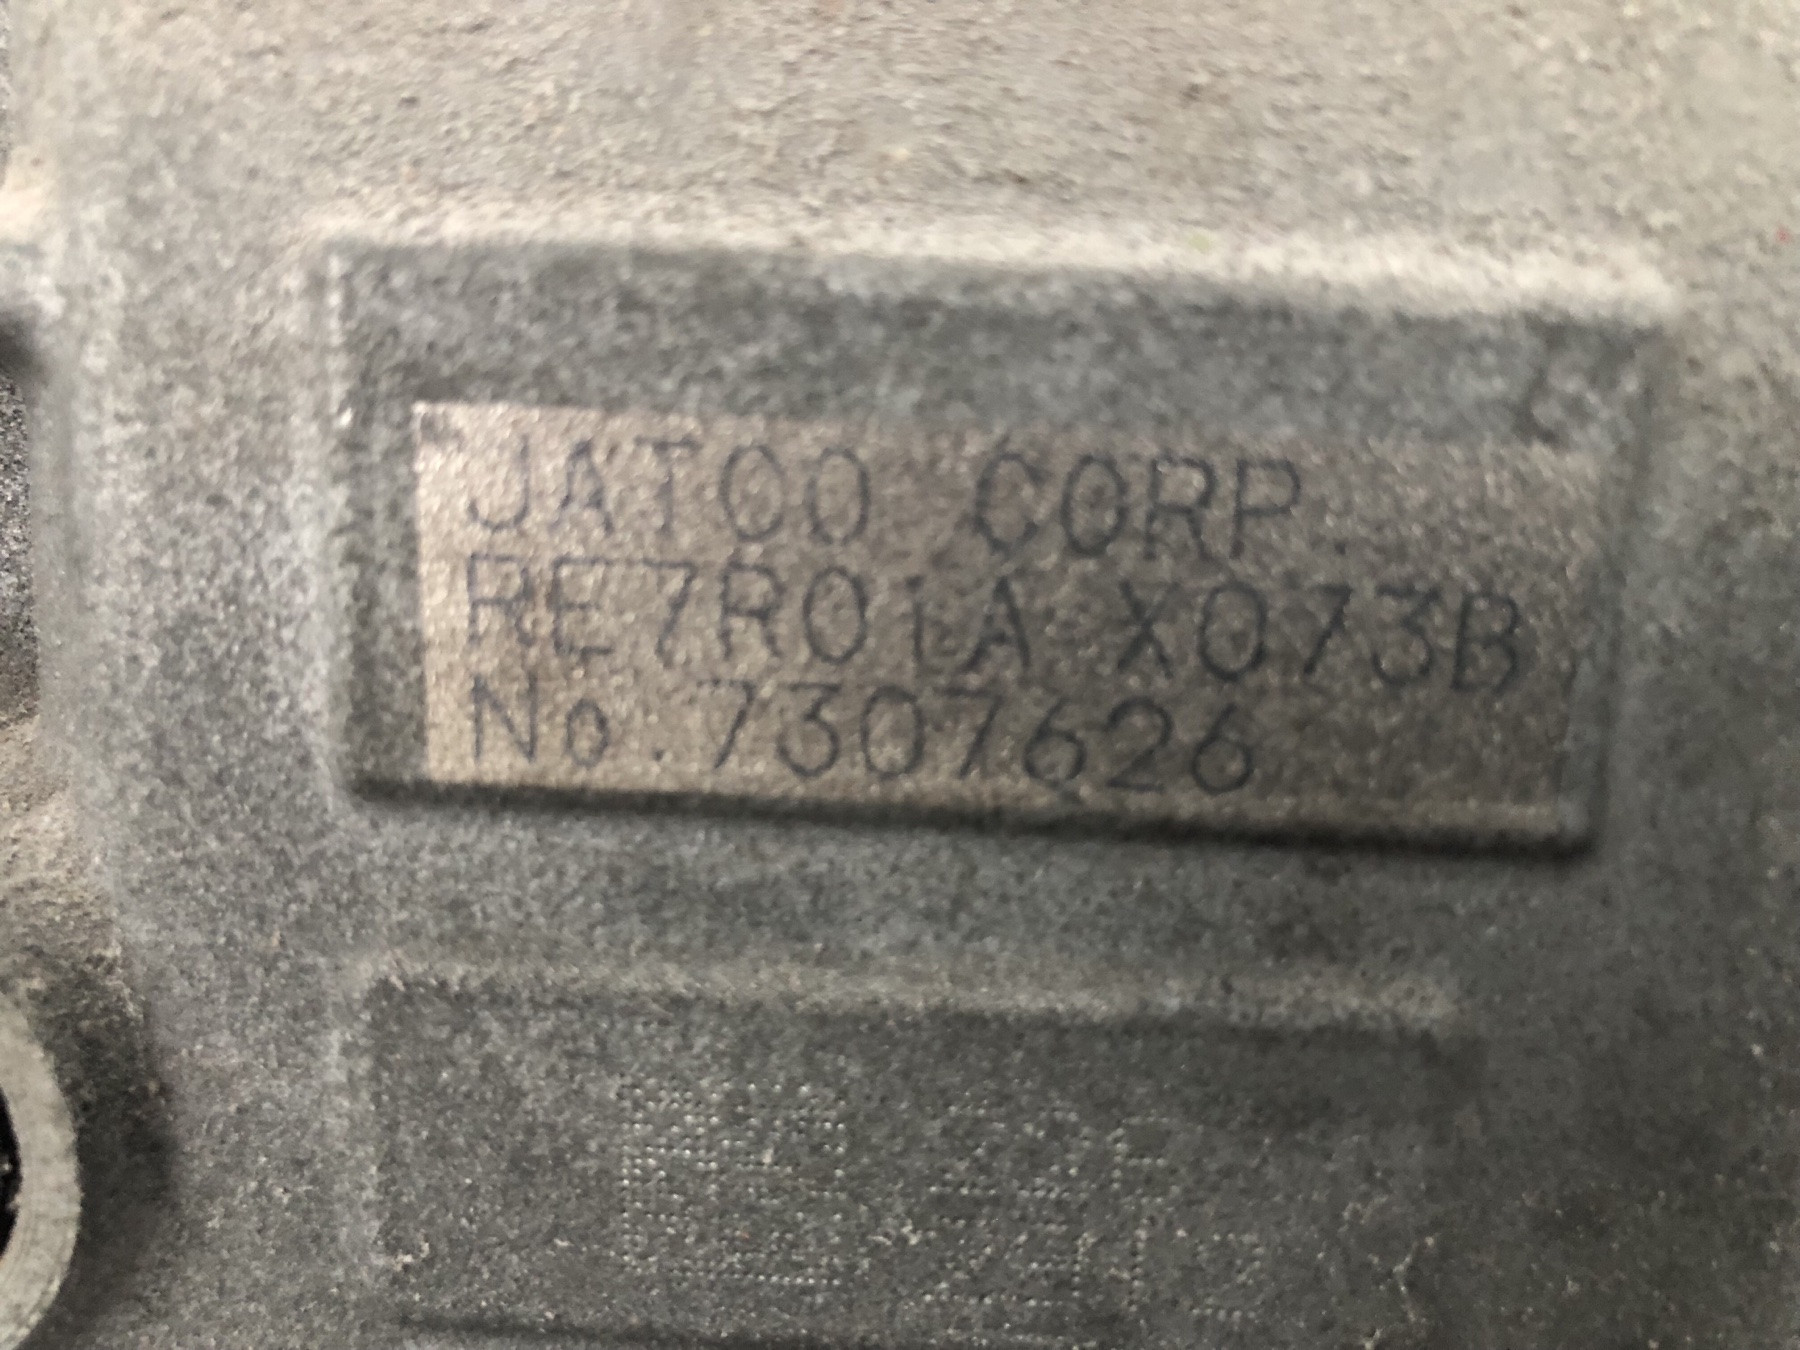 JATCO CORP.
RE7R01A X073B
No.7307626